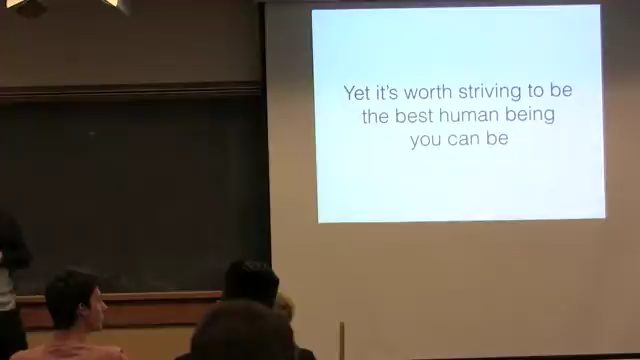 Yet it's worth striving to be
the best human being
you can be